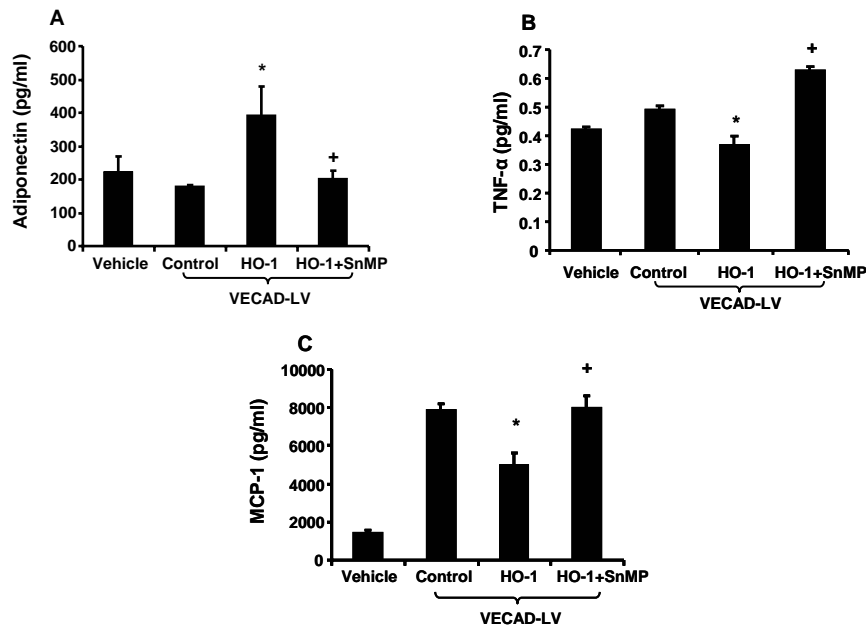 A
Adiponectin (pg/ml)
600
500
400
300
200
100
0
*
+
Vehicle Control HO-1 HO-1+SnMP
VECAD-LV
B
TNF-α (pg/ml)
0.7
0.6
0.5
0.4
0.3
0.2
0.1
0
*
+
Vehicle Control HO-1 HO-1+SnMP
VECAD-LV
C
MCP-1 (pg/ml)
10000
8000
6000
4000
2000
0
*
+
Vehicle Control HO-1 HO-1+SnMP
VECAD-LV